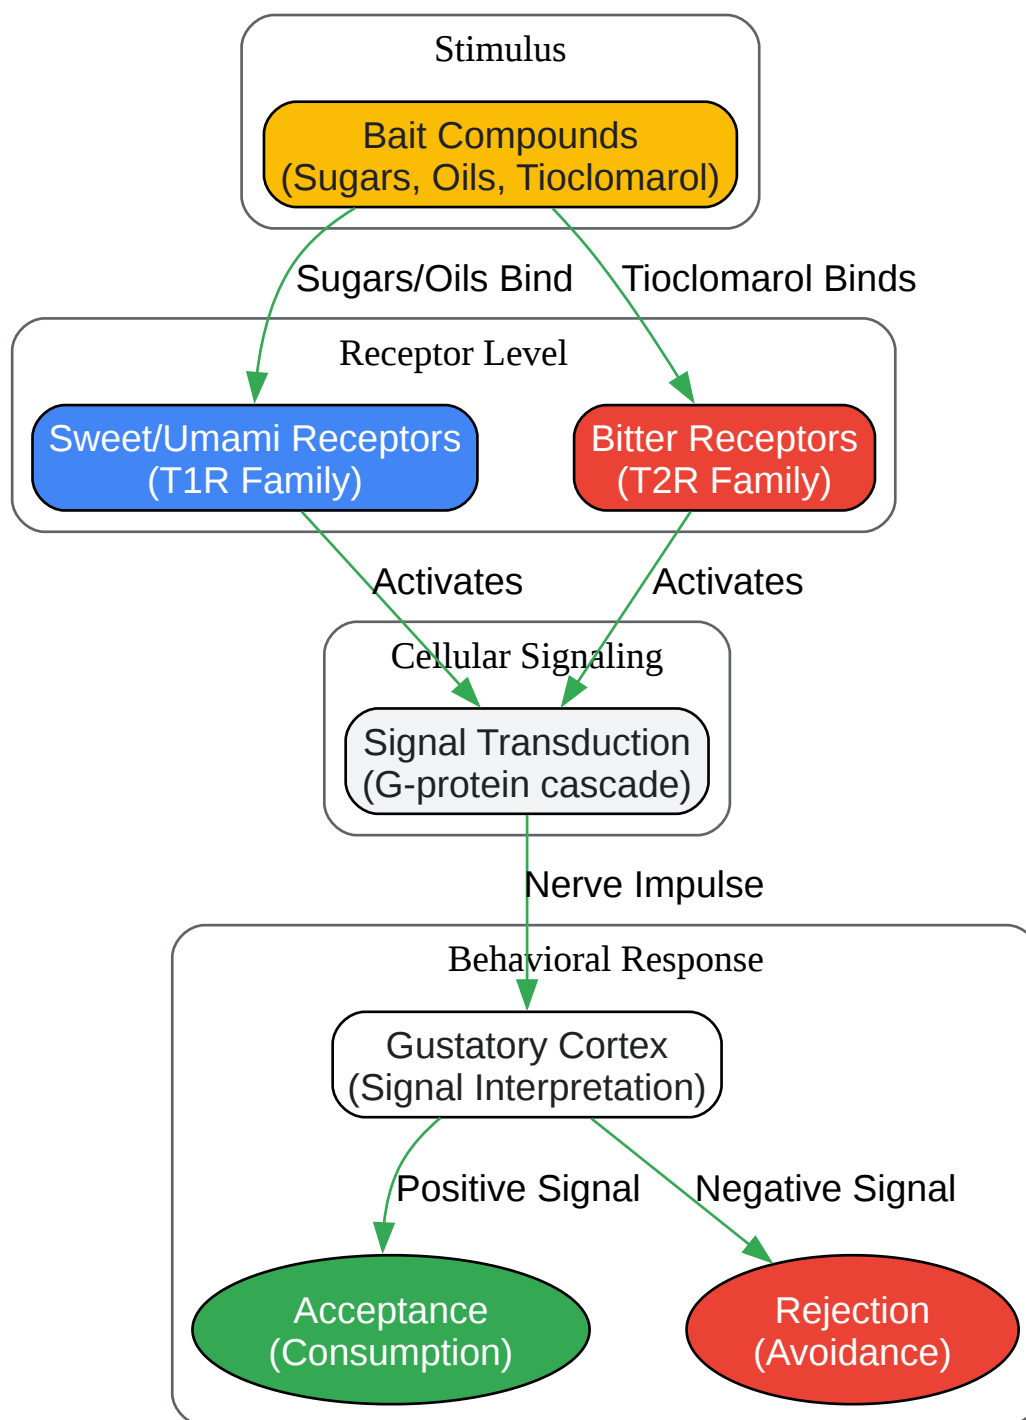 Stimulus
Bait Compounds
(Sugars, Oils, Tioclomarol)
Sugars/Oils Bind
Tioclomarol Binds
Receptor Level
Sweet/Umami Receptors
(T1R Family)
Bitter Receptors
(T2R Family)
Activates
Activates
Cellular Signaling
Signal Transduction
(G-protein cascade)
Nerve Impulse
Behavioral Response
Gustatory Cortex
(Signal Interpretation)
Positive Signal
Negative Signal
Acceptance
(Consumption)
Rejection
(Avoidance)